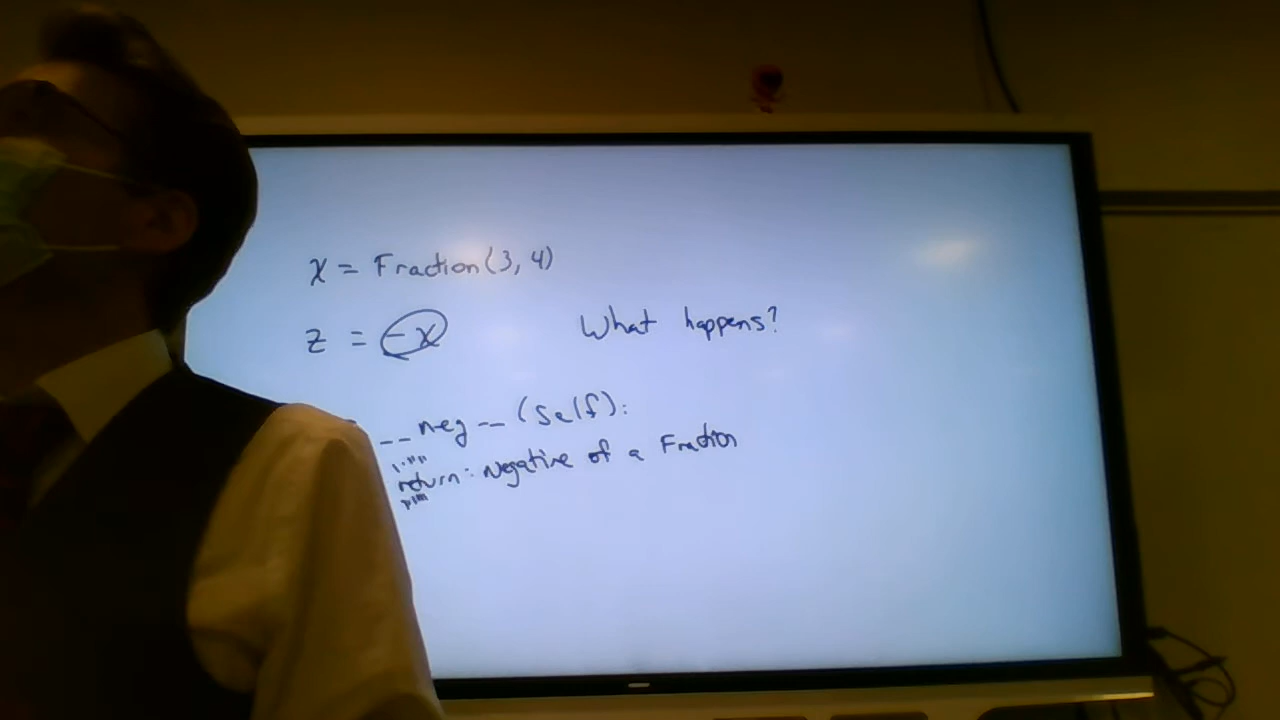 x = Fraction(3, 4)
z = -x What happens?
__neg__(self):
"""
return: Negative of a Fraction
"""